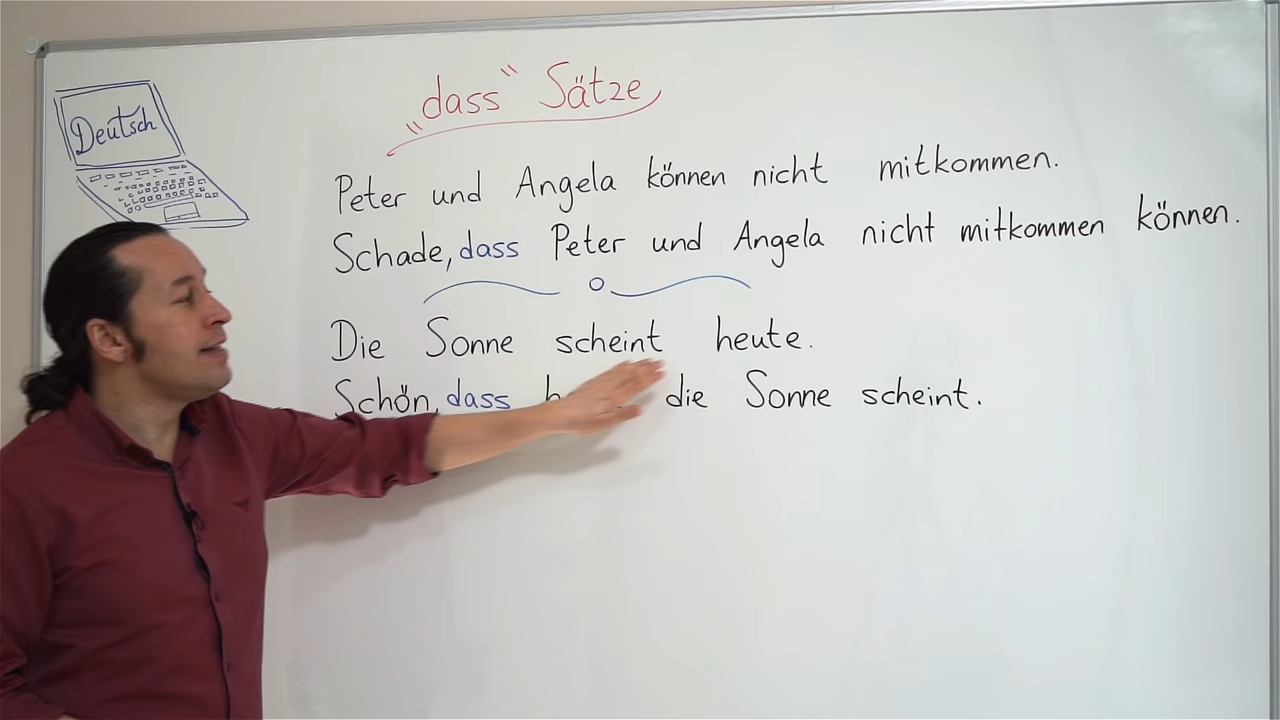 Deutsch
"dass" Sätze
Peter und Angela können nicht mitkommen.
Schade, dass Peter und Angela nicht mitkommen können.
Die Sonne scheint heute.
Schön, dass die Sonne scheint.